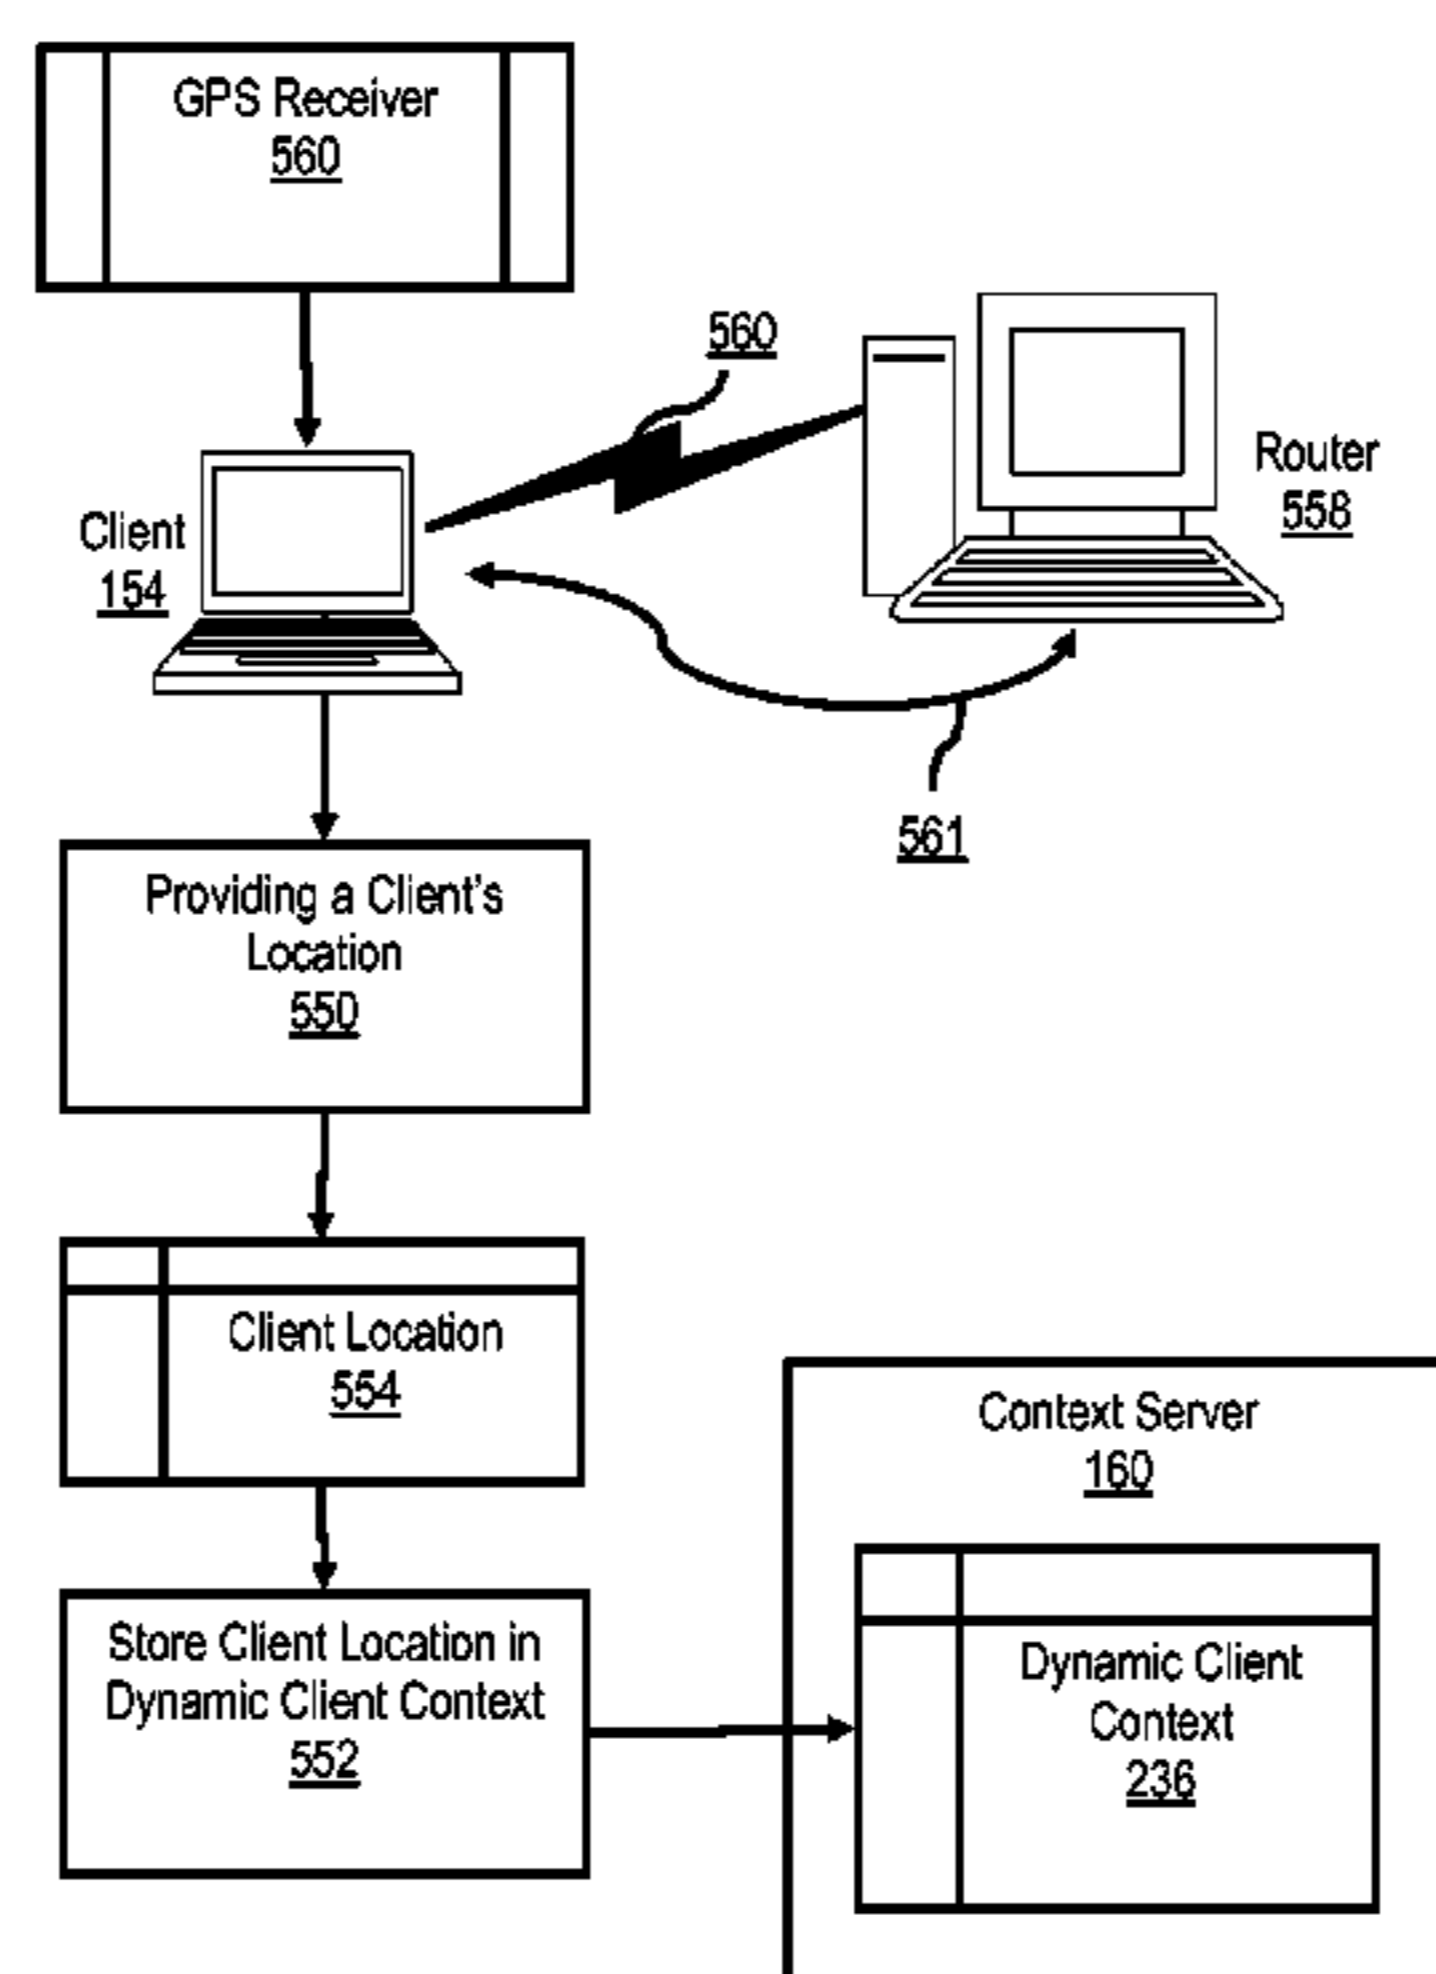 GPS Receiver
560
560
Router
558
Client
154
561
Providing a Client's
Location
550
Client Location
554
Context Server
160
Store Client Location in
Dynamic Client Context
552
Dynamic Client
Context
236